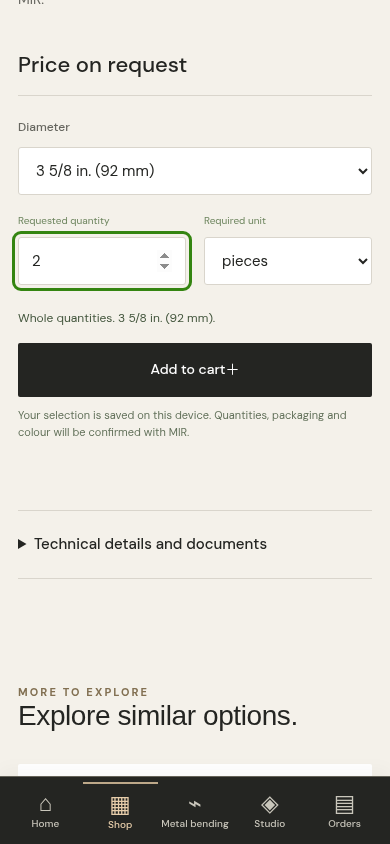 MIR.
Price on request
Diameter
3 5/8 in. (92 mm)
Requested quantity
Required unit
2
pieces
Whole quantities. 3 5/8 in. (92 mm).
Add to cart+
Your selection is saved on this device. Quantities, packaging and
colour will be confirmed with MIR.
Technical details and documents
MORE TO EXPLORE
Explore similar options.
Home
Shop
Metal bending
Studio
Orders